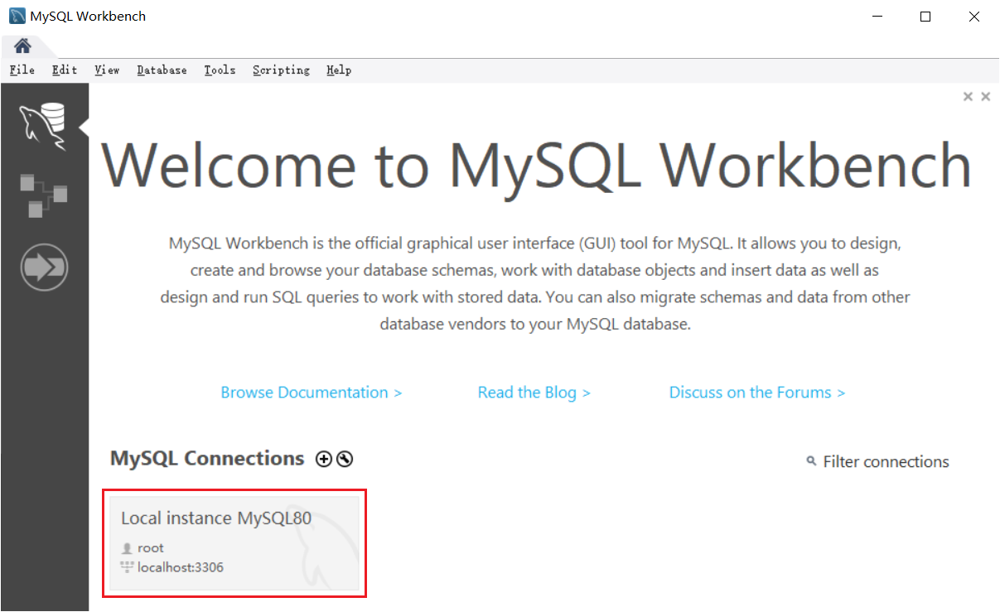 MySQL Workbench
File Edit View Database Tools Scripting Help
Welcome to MySQL Workbench
MySQL Workbench is the official graphical user interface (GUI) tool for MySQL. It allows you to design,
create and browse your database schemas, work with database objects and insert data as well as
design and run SQL queries to work with stored data. You can also migrate schemas and data from other
database vendors to your MySQL database.
Browse Documentation > Read the Blog > Discuss on the Forums >
MySQL Connections Filter connections
Local instance MySQL80
root
localhost:3306